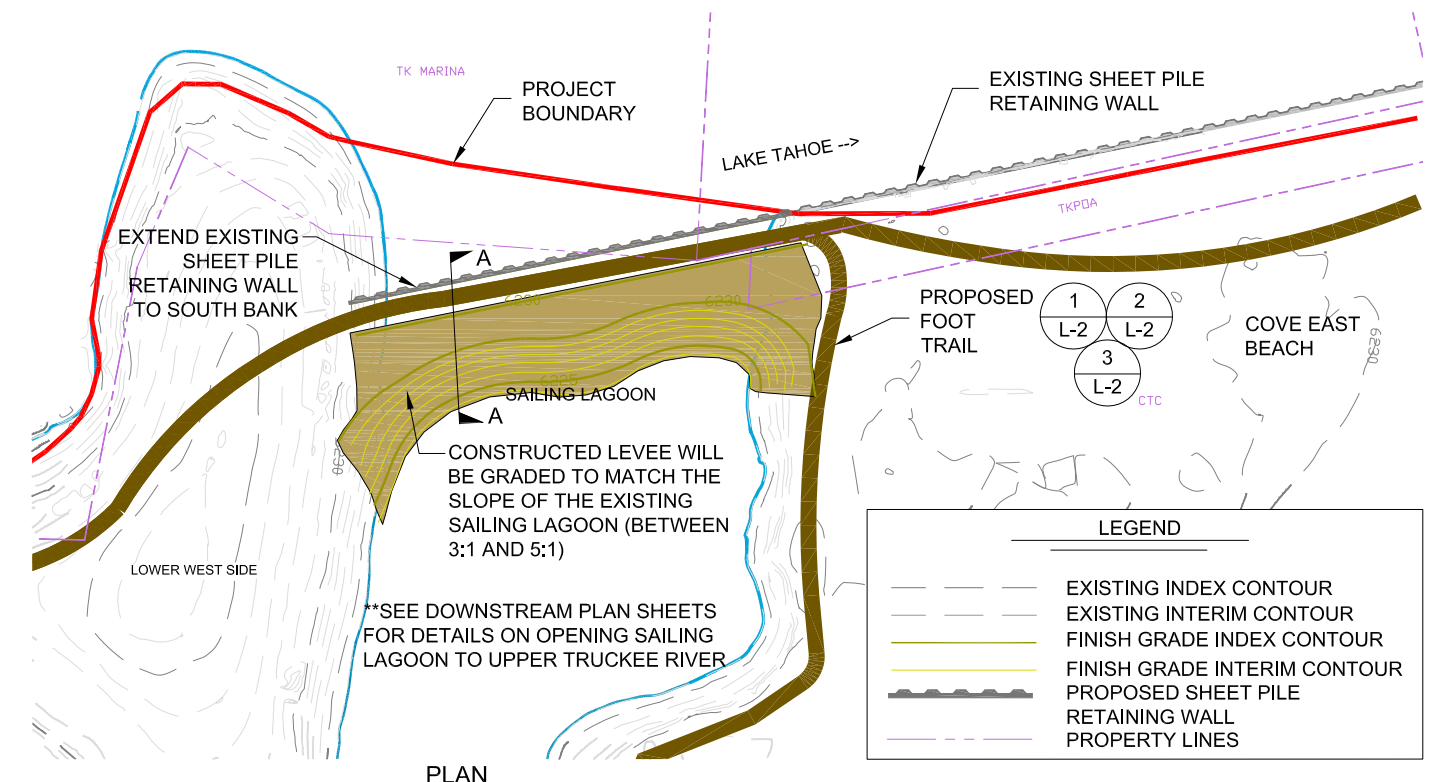 TK MARINA
PROJECT
BOUNDARY
EXISTING SHEET PILE
RETAINING WALL
LAKE TAHOE -->
TKPOA
EXTEND EXISTING
SHEET PILE
RETAINING WALL
TO SOUTH BANK
A
6230
6230
PROPOSED
FOOT
TRAIL
1
L-2
2
L-2
3
L-2
CTC
COVE EAST
BEACH
6230
6225
SAILING LAGOON
A
6230
CONSTRUCTED LEVEE WILL
BE GRADED TO MATCH THE
SLOPE OF THE EXISTING
SAILING LAGOON (BETWEEN
3:1 AND 5:1)
LOWER WEST SIDE
**SEE DOWNSTREAM PLAN SHEETS
FOR DETAILS ON OPENING SAILING
LAGOON TO UPPER TRUCKEE RIVER
LEGEND
EXISTING INDEX CONTOUR
EXISTING INTERIM CONTOUR
FINISH GRADE INDEX CONTOUR
FINISH GRADE INTERIM CONTOUR
PROPOSED SHEET PILE
RETAINING WALL
PROPERTY LINES
PLAN